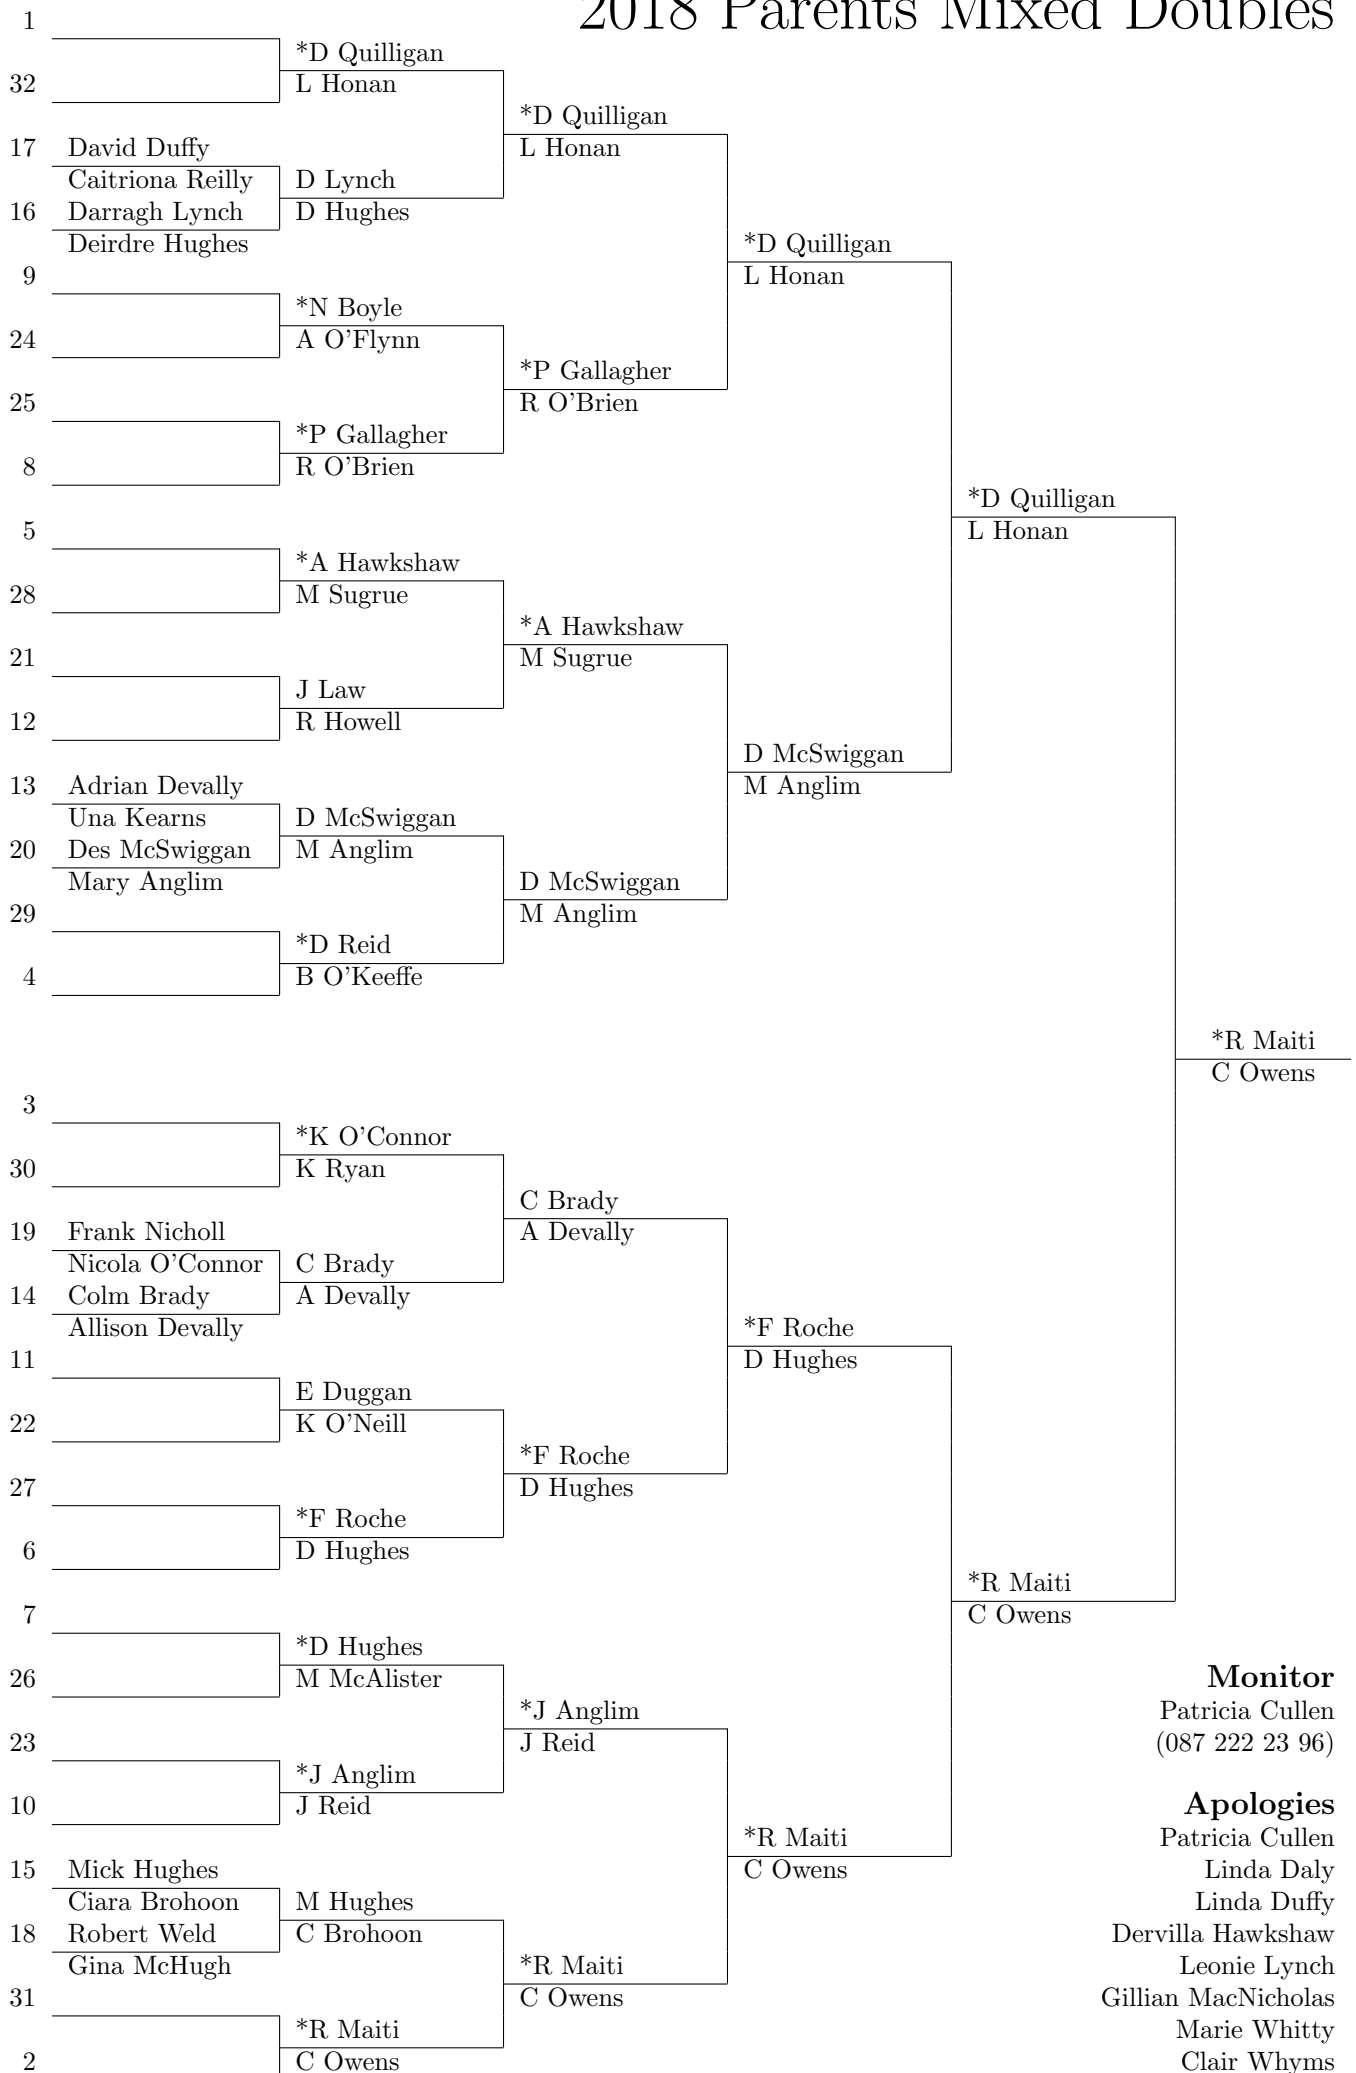 2018 Parents Mixed Doubles
1
*D Quilligan
L Honan
32
*D Quilligan
L Honan
17 David Duffy
Caitriona Reilly
D Lynch
D Hughes
16 Darragh Lynch
Deirdre Hughes
*D Quilligan
L Honan
9
*N Boyle
A O'Flynn
24
*P Gallagher
R O'Brien
25
*P Gallagher
R O'Brien
8
*D Quilligan
L Honan
5
*A Hawkshaw
M Sugrue
28
*A Hawkshaw
M Sugrue
21
J Law
R Howell
12
D McSwiggan
M Anglim
13 Adrian Devally
Una Kearns
D McSwiggan
M Anglim
20 Des McSwiggan
Mary Anglim
D McSwiggan
M Anglim
29
*D Reid
B O'Keeffe
4
*R Maiti
C Owens
3
*K O'Connor
K Ryan
30
C Brady
A Devally
19 Frank Nicholl
Nicola O'Connor
C Brady
A Devally
14 Colm Brady
Allison Devally
*F Roche
D Hughes
11
E Duggan
K O'Neill
22
*F Roche
D Hughes
27
*F Roche
D Hughes
6
*R Maiti
C Owens
7
*D Hughes
M McAlister
26
*J Anglim
J Reid
23
*J Anglim
J Reid
10
*R Maiti
C Owens
15 Mick Hughes
Ciara Brohoon
M Hughes
C Brohoon
18 Robert Weld
Gina McHugh
*R Maiti
C Owens
31
*R Maiti
C Owens
2
Monitor
Patricia Cullen
(087 222 23 96)
Apologies
Patricia Cullen
Linda Daly
Linda Duffy
Dervilla Hawkshaw
Leonie Lynch
Gillian MacNicholas
Marie Whitty
Clair Whyms